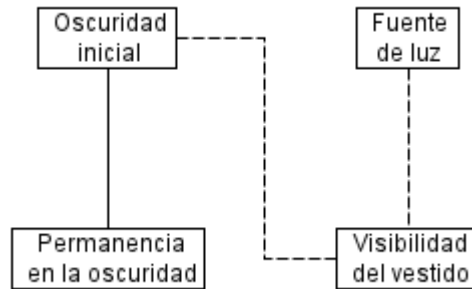 Oscuridad
inicial
Fuente
de luz
Permanencia
en la oscuridad
Visibilidad
del vestido